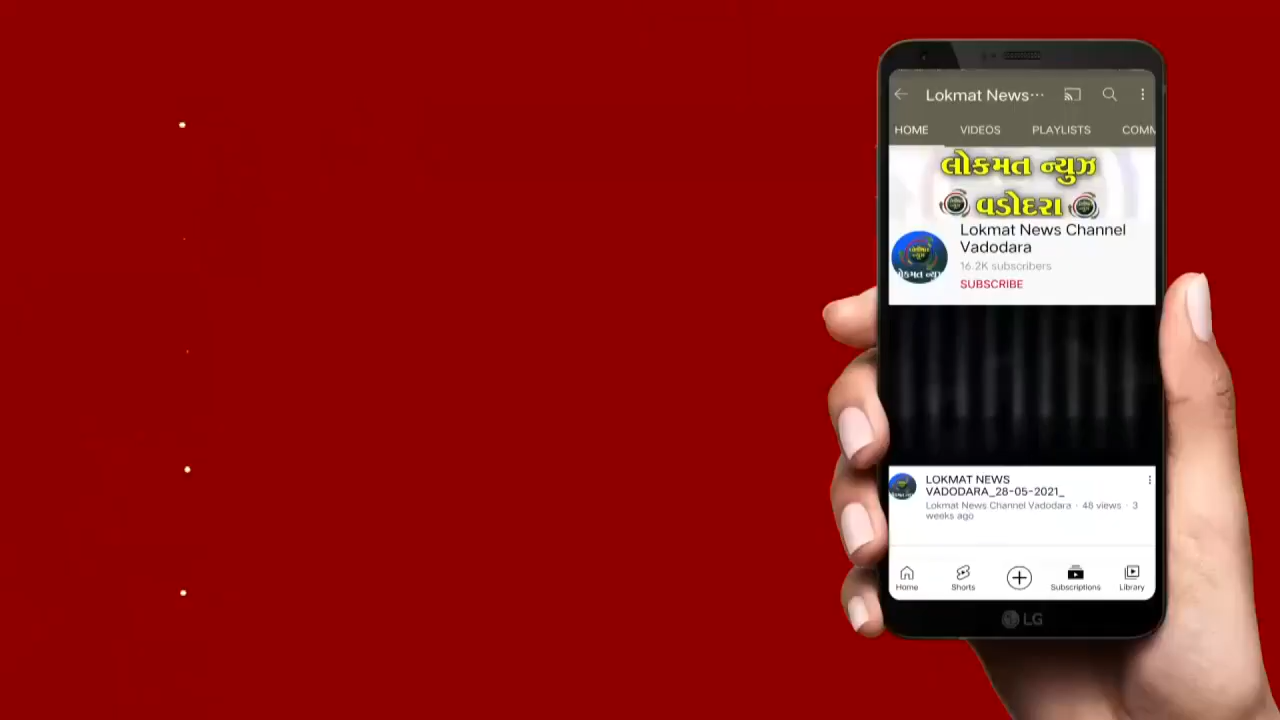 Lokmat News...
HOME VIDEOS PLAYLISTS COMM
લોકમત ન્યુઝ
વડોદરા
Lokmat News Channel
Vadodara
16.2K subscribers
SUBSCRIBE
LOKMAT NEWS
VADODARA_28-05-2021_
Lokmat News Channel Vadodara · 48 views · 3
weeks ago
Home Shorts Subscriptions Library
LG